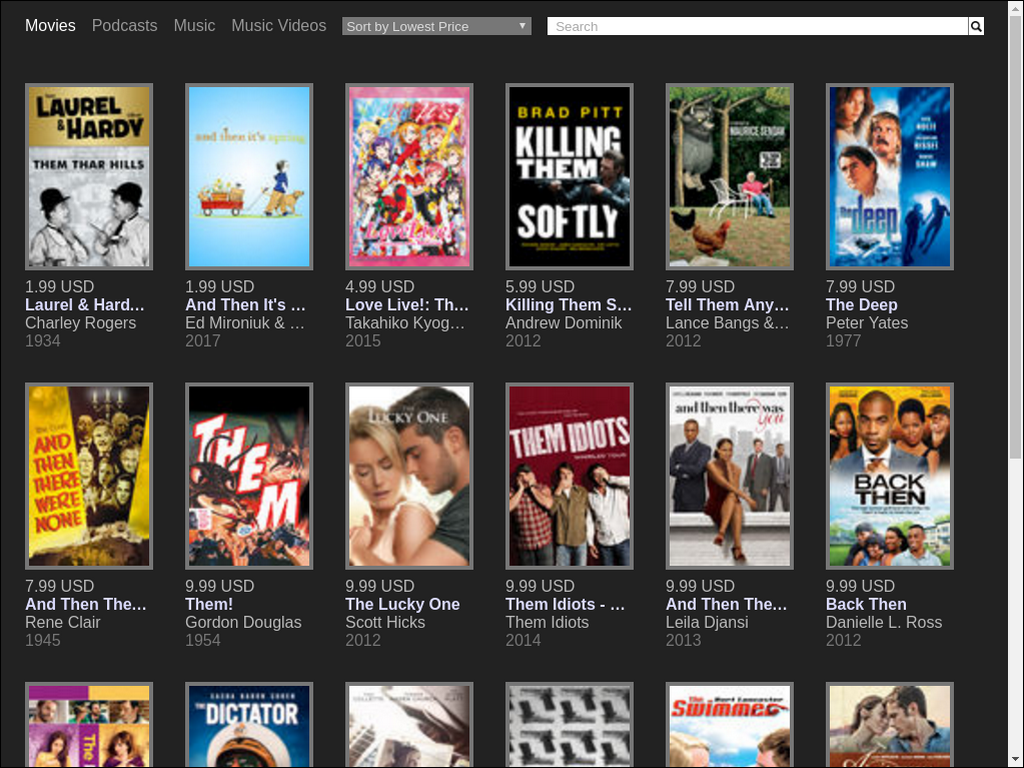 Movies Podcasts Music Music Videos Sort by Lowest Price Search
LAUREL & HARDY
THEM THAR HILLS
and then it's spring
LoveLive!
BRAD PITT
KILLING THEM SOFTLY
MAURICE SENDAK
The deep
1.99 USD
Laurel & Hard...
Charley Rogers
1934
1.99 USD
And Then It's ...
Ed Mironiuk & ...
2017
4.99 USD
Love Live!: Th...
Takahiko Kyog...
2015
5.99 USD
Killing Them S...
Andrew Dominik
2012
7.99 USD
Tell Them Any...
Lance Bangs &...
2012
7.99 USD
The Deep
Peter Yates
1977
AND THEN THERE WERE NONE
THEM
LUCKY ONE
THEM IDIOTS
and then there was you
BACK THEN
7.99 USD
And Then The...
Rene Clair
1945
9.99 USD
Them!
Gordon Douglas
1954
9.99 USD
The Lucky One
Scott Hicks
2012
9.99 USD
Them Idiots - ...
Them Idiots
2014
9.99 USD
And Then The...
Leila Djansi
2013
9.99 USD
Back Then
Danielle L. Ross
2012
The
SACHA BARON COHEN
THE DICTATOR
Burt Lancaster
The Swimmer